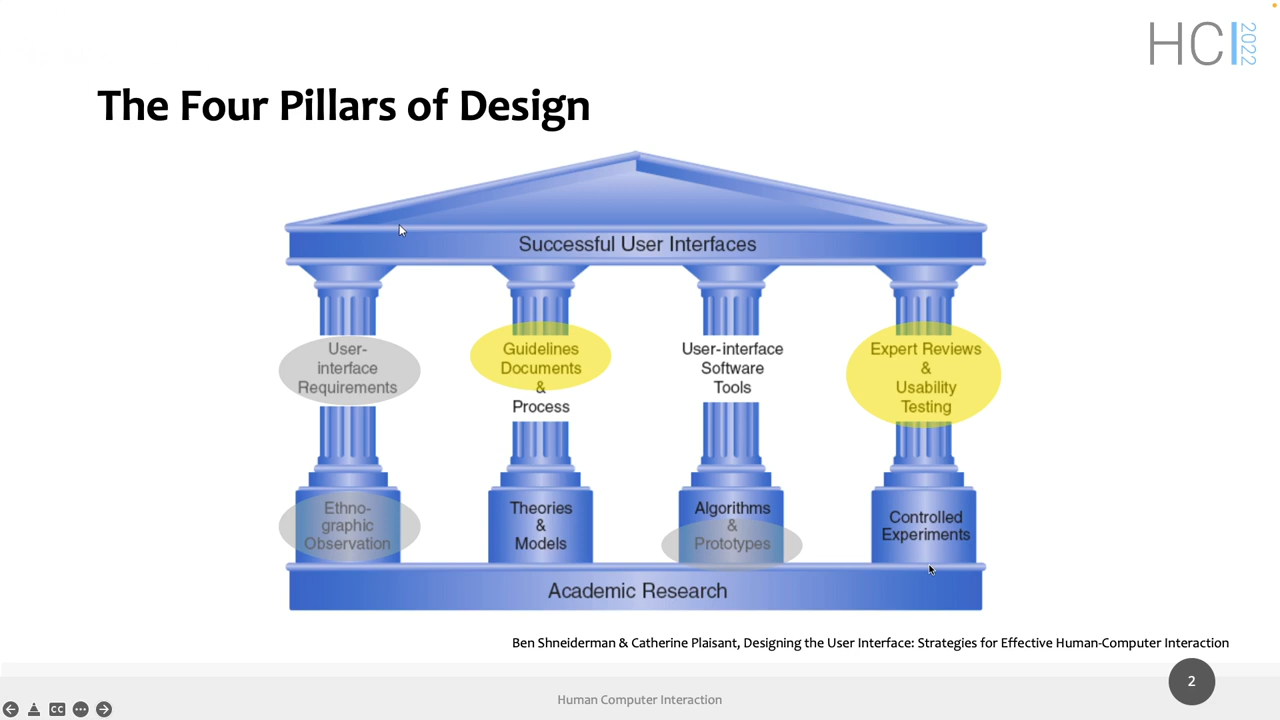 HCI 2022
The Four Pillars of Design
Successful User Interfaces
User-
interface
Requirements
Guidelines
Documents
&
Process
User-interface
Software
Tools
Expert Reviews
&
Usability
Testing
Ethno-
graphic
Observation
Theories
&
Models
Algorithms
&
Prototypes
Controlled
Experiments
Academic Research
Ben Shneiderman & Catherine Plaisant, Designing the User Interface: Strategies for Effective Human-Computer Interaction
2
Human Computer Interaction
CC